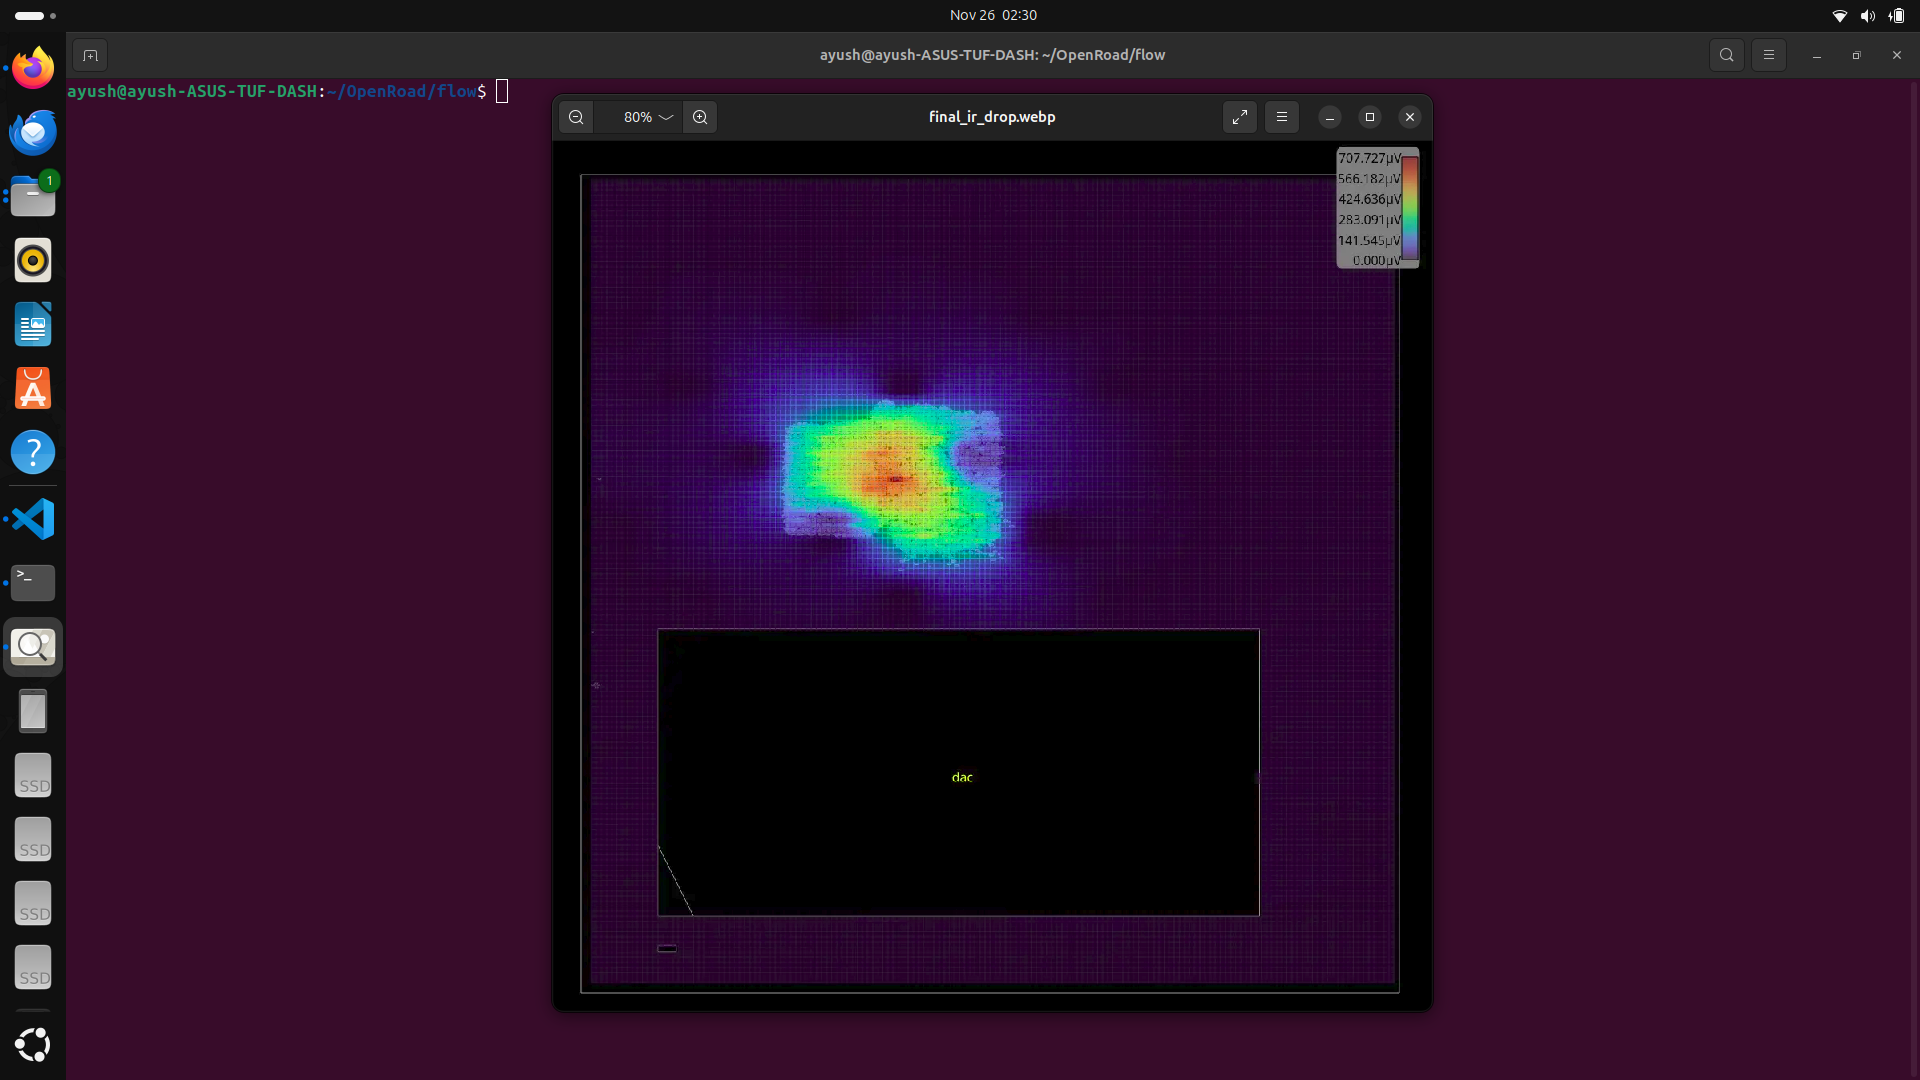 Nov 26 02:30
ayush@ayush-ASUS-TUF-DASH: ~/OpenRoad/flow
ayush@ayush-ASUS-TUF-DASH:~/OpenRoad/flow$
80%
final_ir_drop.webp
707.727µV
566.182µV
424.636µV
283.091µV
141.545µV
0.000µV
1
>_
dac
SSD
SSD
SSD
SSD